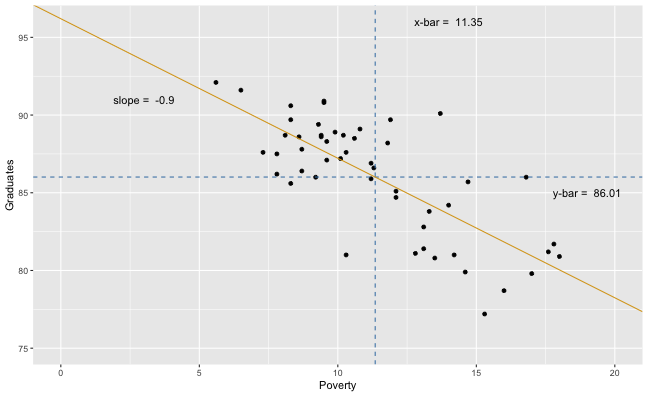 x-bar =  11.35
slope =  -0.9
y-bar =  86.01
95
90
85
80
75
Graduates
0 5 10 15 20
Poverty